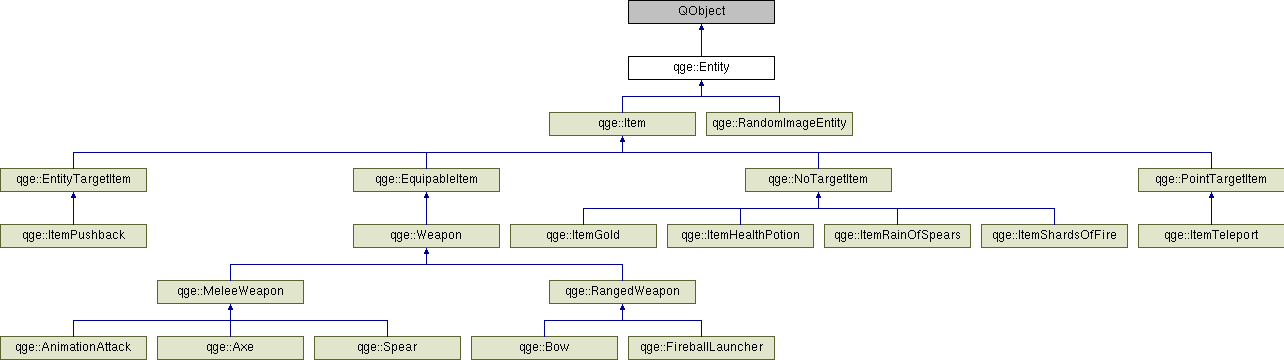 QObject
qge::Entity
qge::Item
qge::RandomImageEntity
qge::EntityTargetItem
qge::EquipableItem
qge::NoTargetItem
qge::PointTargetItem
qge::ItemPushback
qge::Weapon
qge::ItemGold
qge::ItemHealthPotion
qge::ItemRainOfSpears
qge::ItemShardsOfFire
qge::ItemTeleport
qge::MeleeWeapon
qge::RangedWeapon
qge::AnimationAttack
qge::Axe
qge::Spear
qge::Bow
qge::FireballLauncher